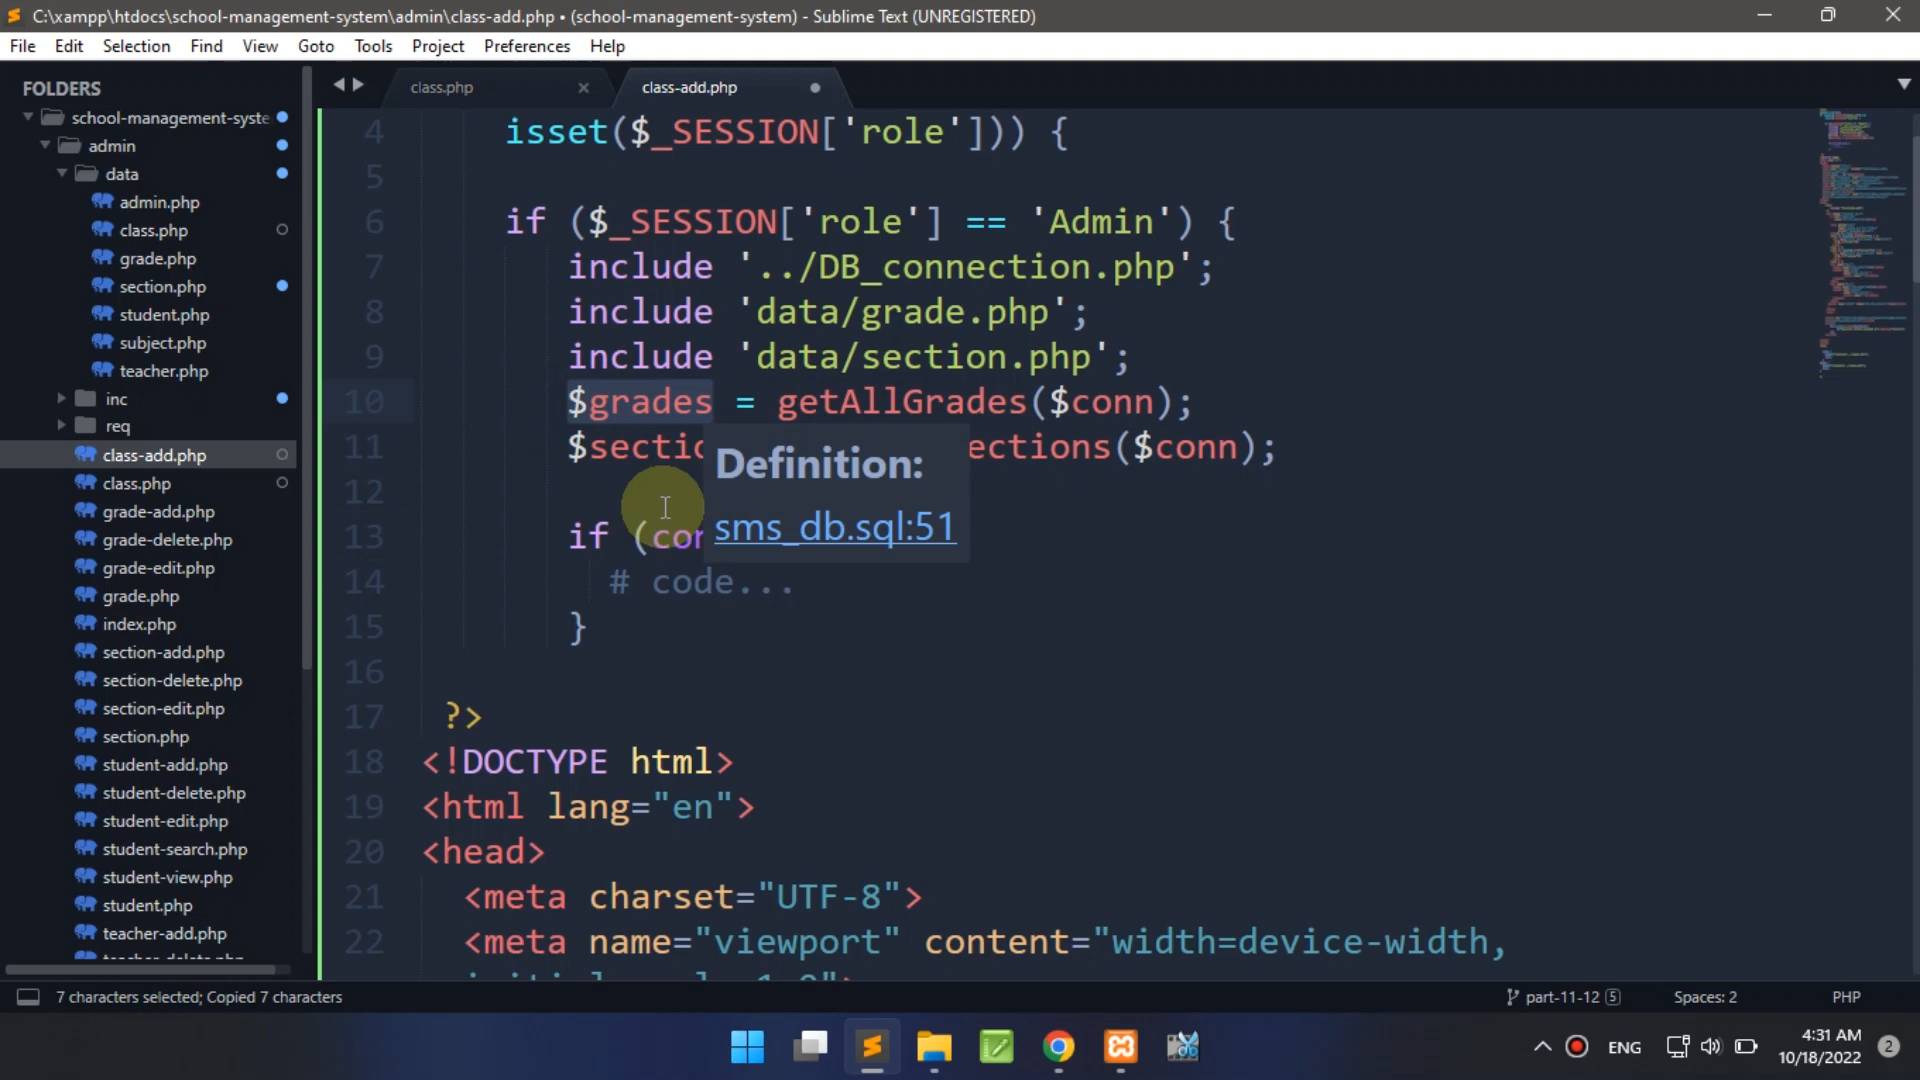 C:\xampp\htdocs\school-management-system\admin\class-add.php • (school-management-system) - Sublime Text (UNREGISTERED)
File Edit Selection Find View Goto Tools Project Preferences Help
FOLDERS
school-management-syste
admin
data
admin.php
class.php
grade.php
section.php
student.php
subject.php
teacher.php
inc
req
class-add.php
class.php
grade-add.php
grade-delete.php
grade-edit.php
grade.php
index.php
section-add.php
section-delete.php
section-edit.php
section.php
student-add.php
student-delete.php
student-edit.php
student-search.php
student-view.php
student.php
teacher-add.php
class.php class-add.php
4 isset($_SESSION['role'])) {
5
6 if ($_SESSION['role'] == 'Admin') {
7 include '../DB_connection.php';
8 include 'data/grade.php';
9 include 'data/section.php';
10 $grades = getAllGrades($conn);
11 $sectio ections($conn);
12
13 if (con
14 # code...
15 }
16
17 ?>
18 <!DOCTYPE html>
19 <html lang="en">
20 <head>
21 <meta charset="UTF-8">
22 <meta name="viewport" content="width=device-width,
Definition:
sms_db.sql:51
7 characters selected; Copied 7 characters
part-11-12 5 Spaces: 2 PHP
ENG
4:31 AM
10/18/2022
2